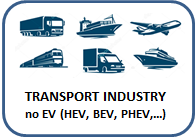 TRANSPORT INDUSTRY
no EV (HEV, BEV, PHEV,...)